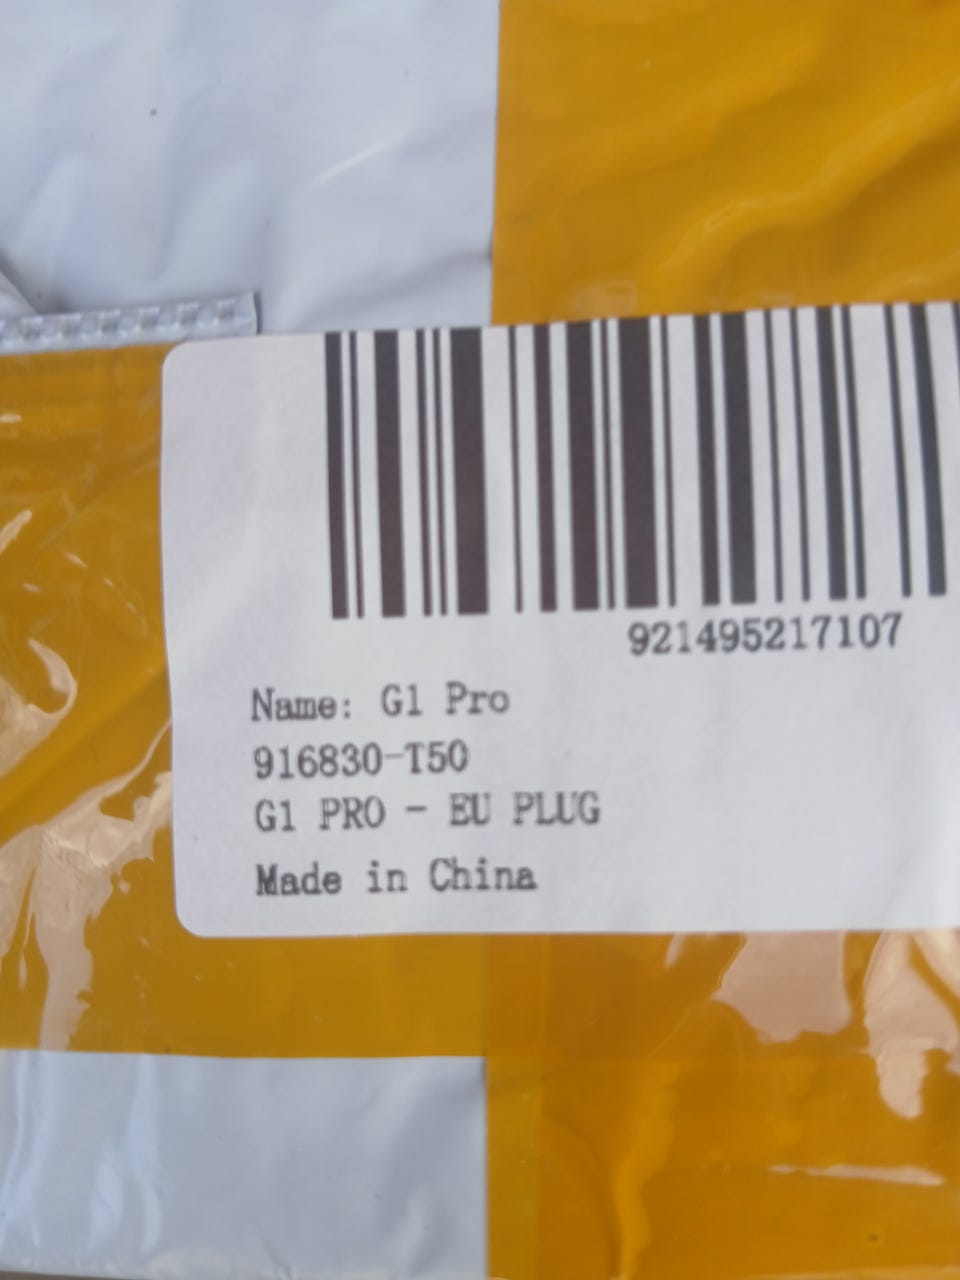 921495217107
Name: G1 Pro
916830-T50
G1 PRO - EU PLUG
Made in China